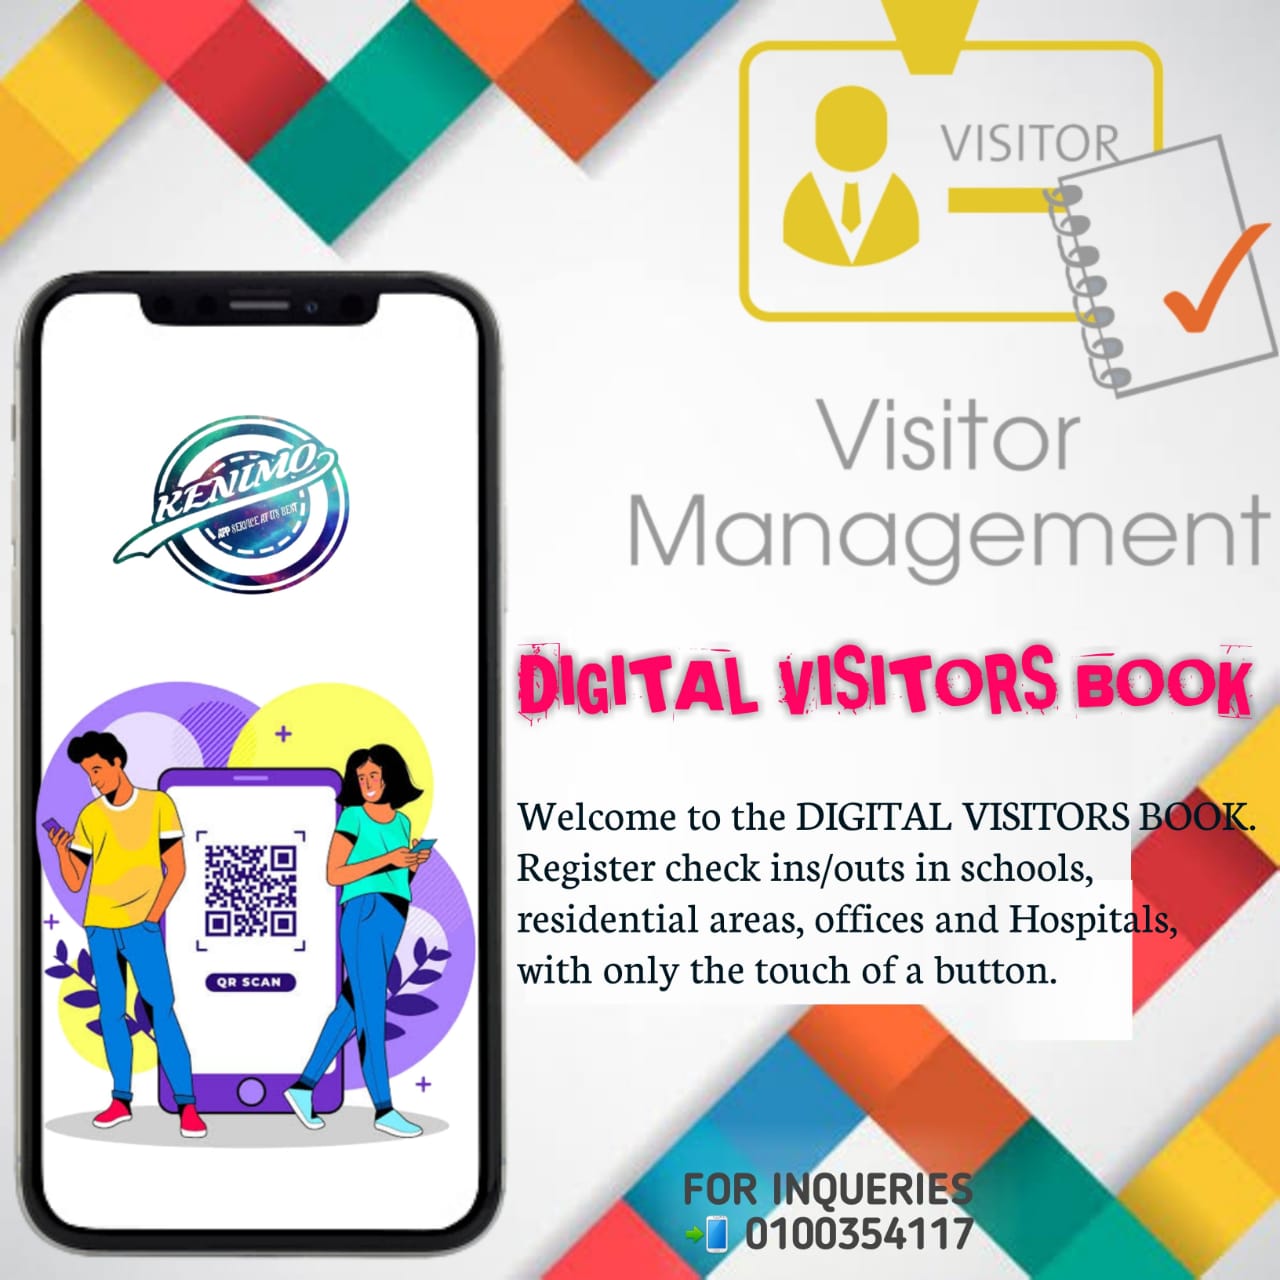 VISITOR
Visitor
Management
KENIMO
APP SERVICE AT ITS BEST
DIGITAL VISITORS BOOK
Welcome to the DIGITAL VISITORS BOOK.
Register check ins/outs in schools,
residential areas, offices and Hospitals,
with only the touch of a button.
QR SCAN
FOR INQUERIES
0100354117